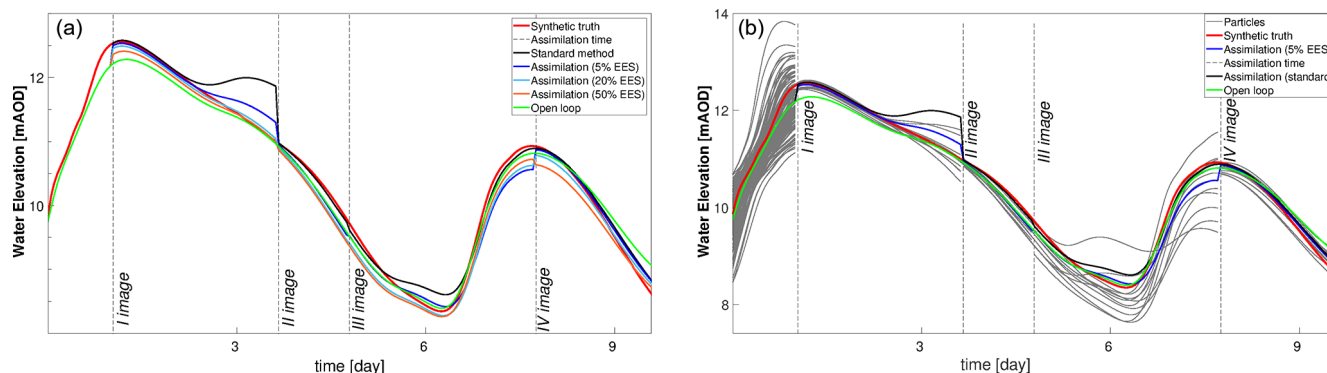 (a)
Synthetic truth
Assimilation time
Standard method
Assimilation (5% EES)
Assimilation (20% EES)
Assimilation (50% EES)
Open loop
12
10
Water Elevation [mAOD]
I image
II image
III image
IV image
3
6
9
time [day]
(b)
Particles
Synthetic truth
Assimilation (5% EES)
Assimilation time
Assimilation (standard
Open loop
14
12
10
8
Water Elevation [mAOD]
I image
II image
III image
IV image
3
6
9
time [day]